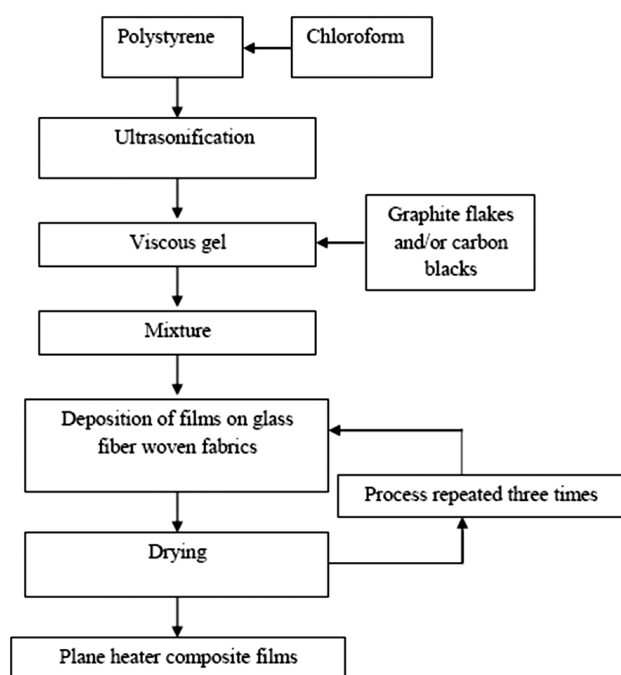 Polystyrene
Chloroform
Ultrasonification
Viscous gel
Graphite flakes
and/or carbon
blacks
Mixture
Deposition of films on glass
fiber woven fabrics
Process repeated three times
Drying
Plane heater composite films